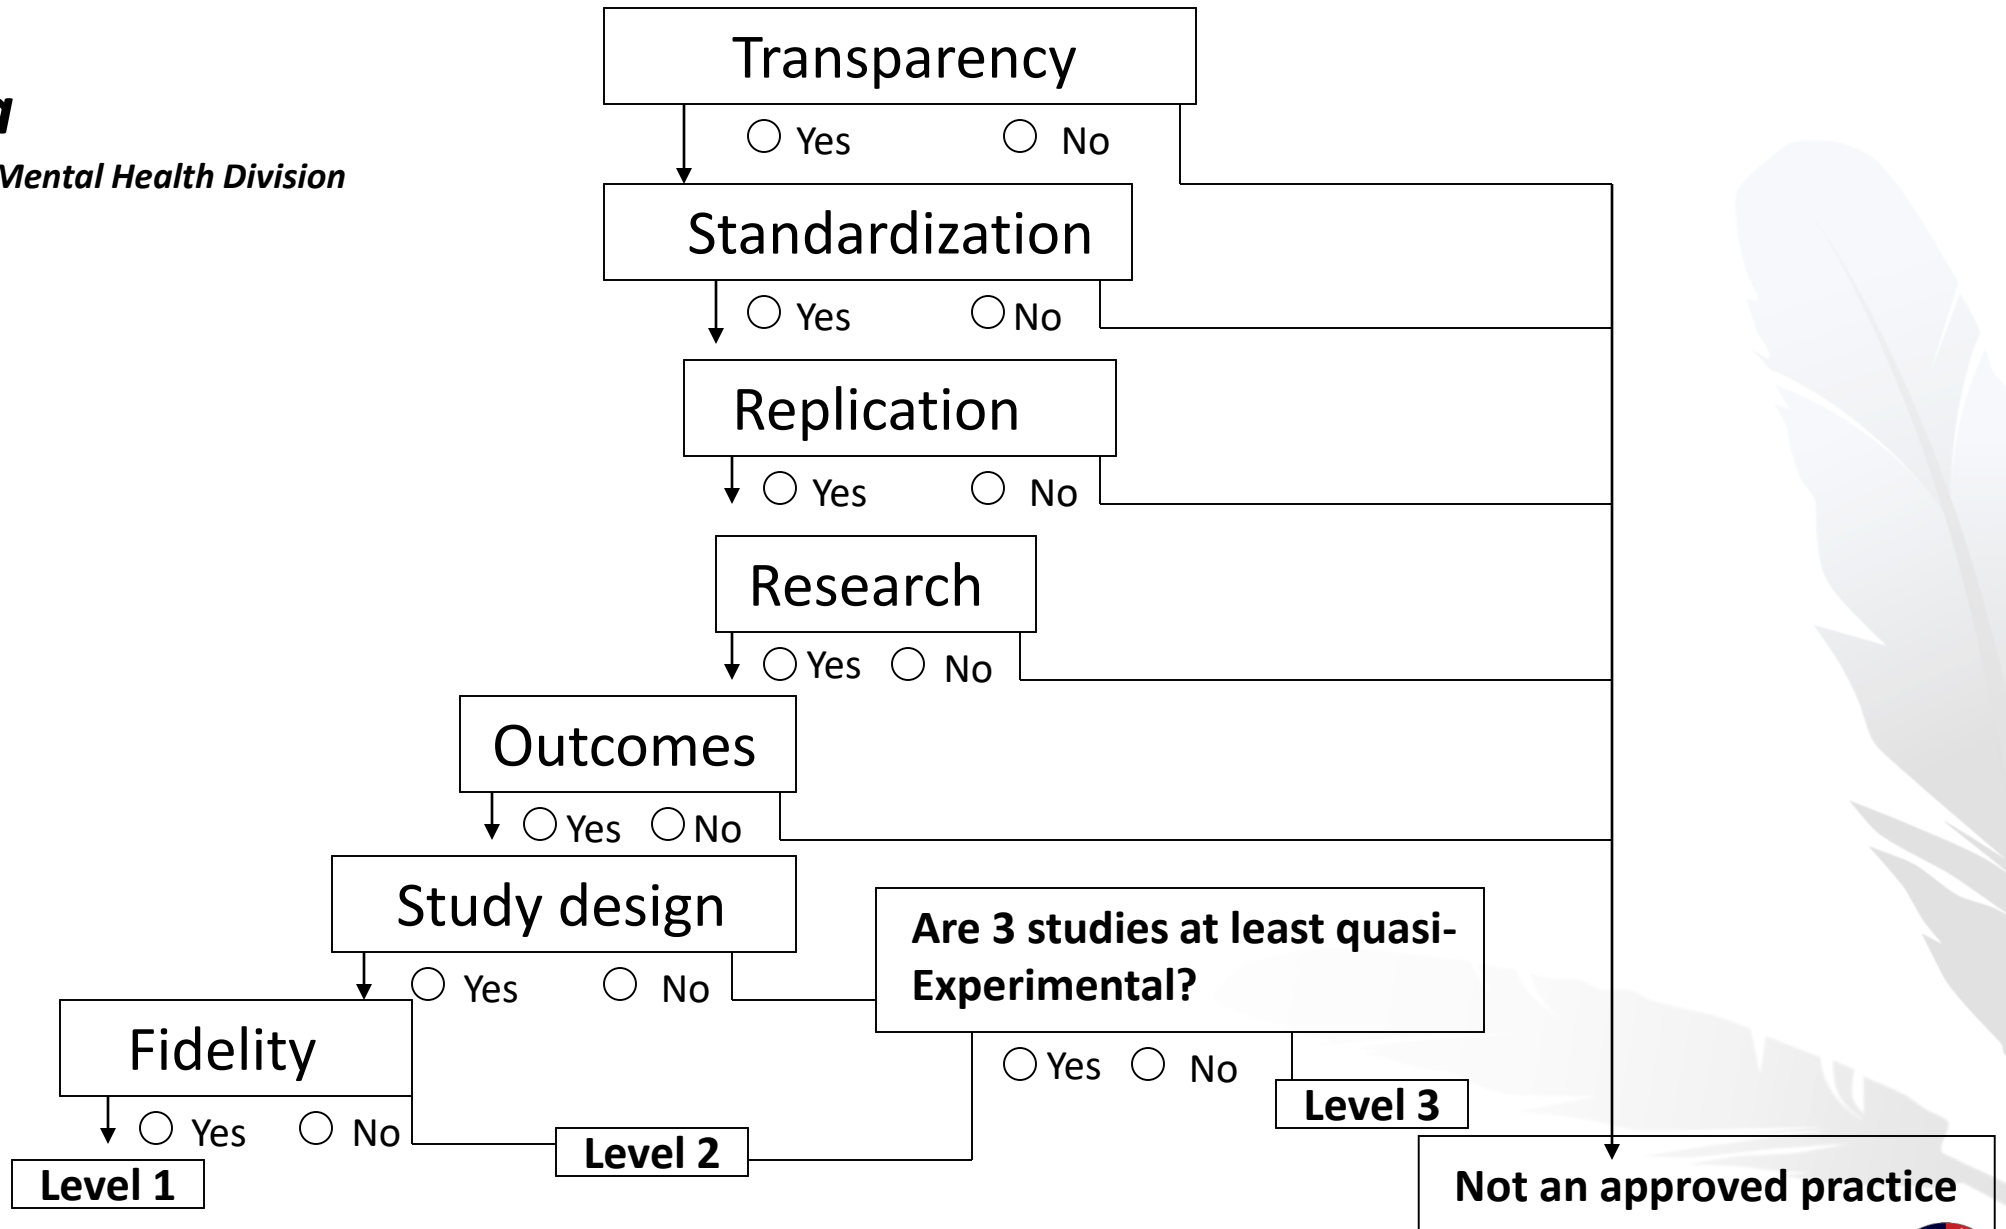 Transparency
Yes No
Mental Health Division
Standardization
Yes No
Replication
Yes No
Research
Yes No
Outcomes
Yes No
Study design
Yes No
Are 3 studies at least quasi-
Experimental?
Yes No
Fidelity
Yes No
Level 3
Level 2
Level 1
Not an approved practice